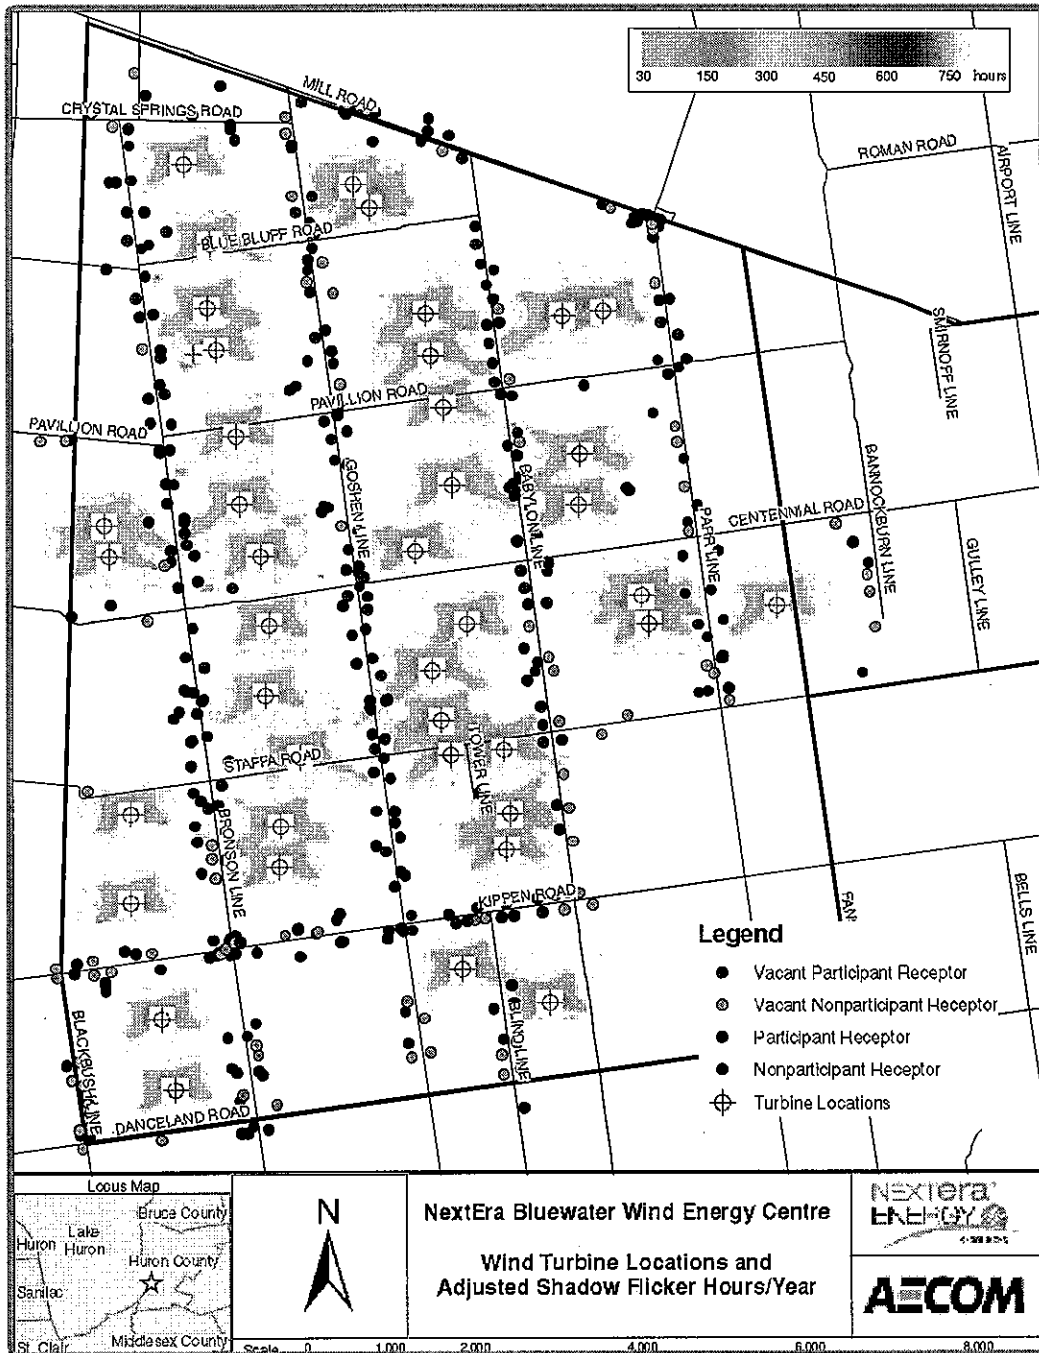 30 150 300 450 600 750 hours
MILL ROAD
CRYSTAL SPRINGS ROAD
ROMAN ROAD
AIRPORT LINE
BLUE BLUFF ROAD
SMIRNOFF LINE
PAVILLION ROAD
PAVILLION ROAD
GOSHEN LINE
BABYLON LINE
PARR LINE
CENTENNIAL ROAD
BANNOCKBURN LINE
GULLEY LINE
STAFFA ROAD
TOWER LINE
BRONSON LINE
KIPPEN ROAD
BELLS LINE
BLACKBUSH LINE
BLIND LINE
DANCELAND ROAD
Legend
Vacant Participant Receptor
Vacant Nonparticipant Receptor
Participant Receptor
Nonparticipant Receptor
Turbine Locations
Locus Map
Bruce County
Lake
Huron
Huron
Huron County
Sanilac
Middlesex County
St. Clair
N
NextEra Bluewater Wind Energy Centre
Wind Turbine Locations and
Adjusted Shadow Flicker Hours/Year
NEXTera
ENERGY
AECOM
Scale 0 1,000 2,000 4,000 6,000 8,000